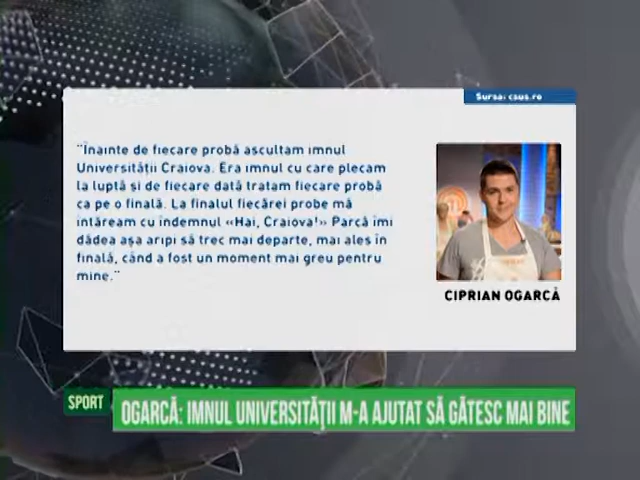 Sursa: csus.ro
"Înainte de fiecare probă ascultam imnul
Universității Craiova. Era imnul cu care plecam
la luptă și de fiecare dată tratam fiecare probă
ca pe o finală. La finalul fiecărei probe mă
întăream cu îndemnul «Hai, Craiova!» Parcă îmi
dădea așa aripi să trec mai departe, mai ales în
finală, când a fost un moment mai greu pentru
mine."
CIPRIAN OGARCĂ
SPORT
OGARCĂ: IMNUL UNIVERSITĂȚII M-A AJUTAT SĂ GĂTESC MAI BINE